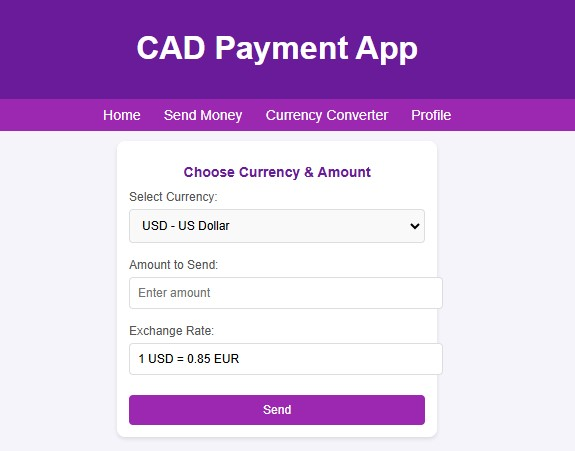 CAD Payment App
Home Send Money Currency Converter Profile
Choose Currency & Amount
Select Currency:
USD - US Dollar
Amount to Send:
Enter amount
Exchange Rate:
1 USD = 0.85 EUR
Send